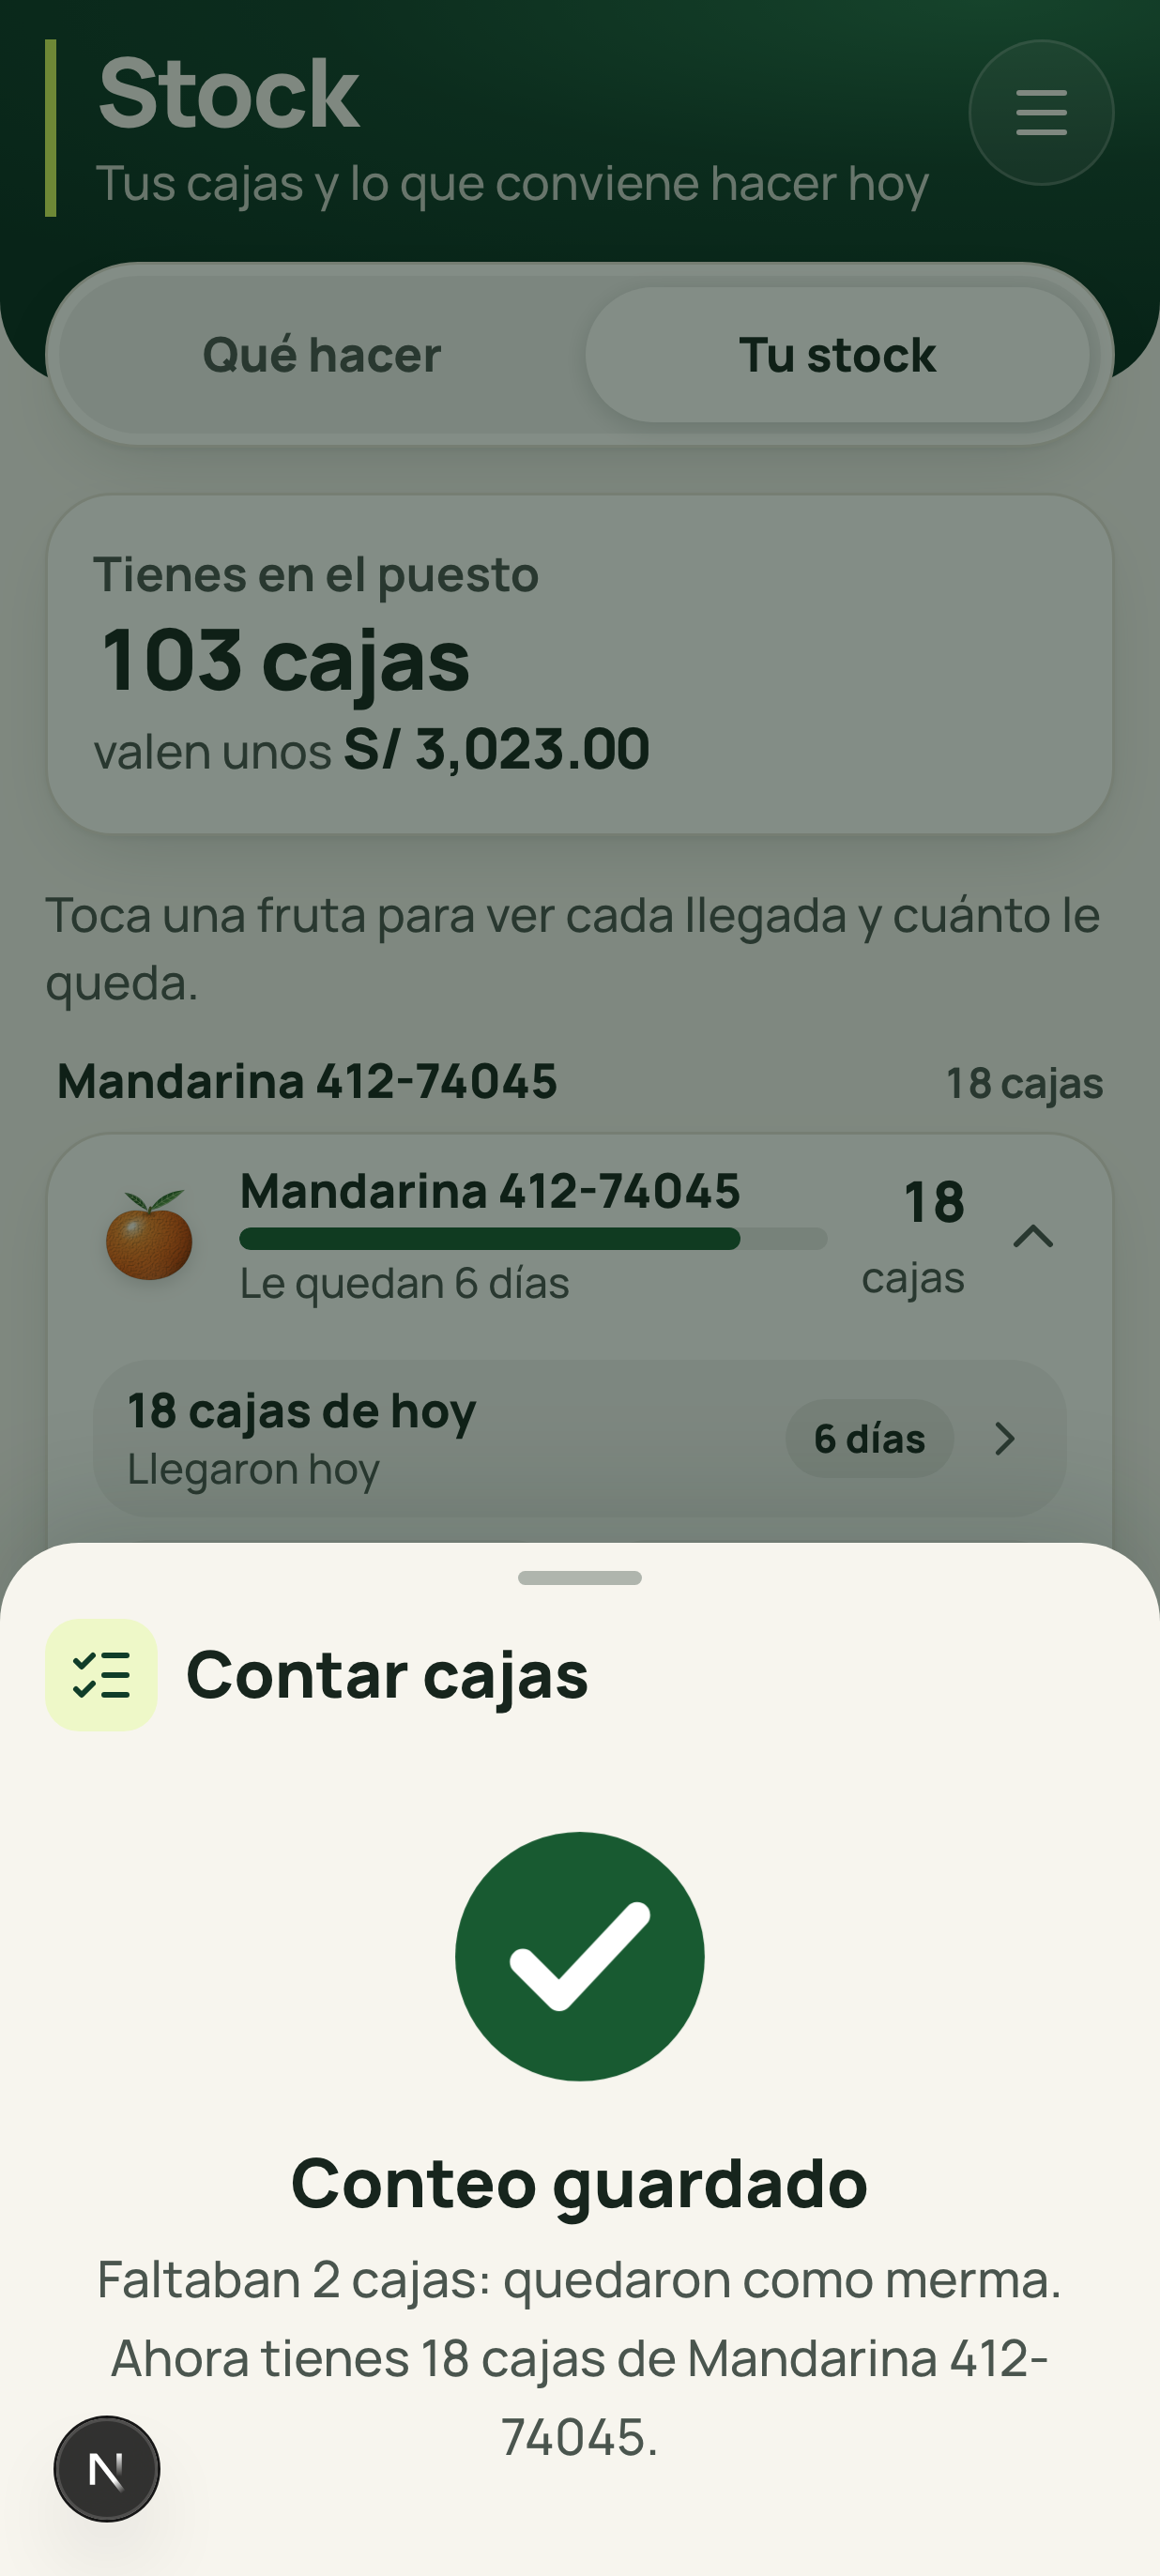 Stock
Tus cajas y lo que conviene hacer hoy
Qué hacer
Tu stock
Tienes en el puesto
103 cajas
valen unos S/ 3,023.00
Toca una fruta para ver cada llegada y cuánto le
queda.
Mandarina 412-74045
18 cajas
Mandarina 412-74045
18
Le quedan 6 días
cajas
18 cajas de hoy
Llegaron hoy
6 días
Contar cajas
Conteo guardado
Faltaban 2 cajas: quedaron como merma.
Ahora tienes 18 cajas de Mandarina 412-
74045.
N